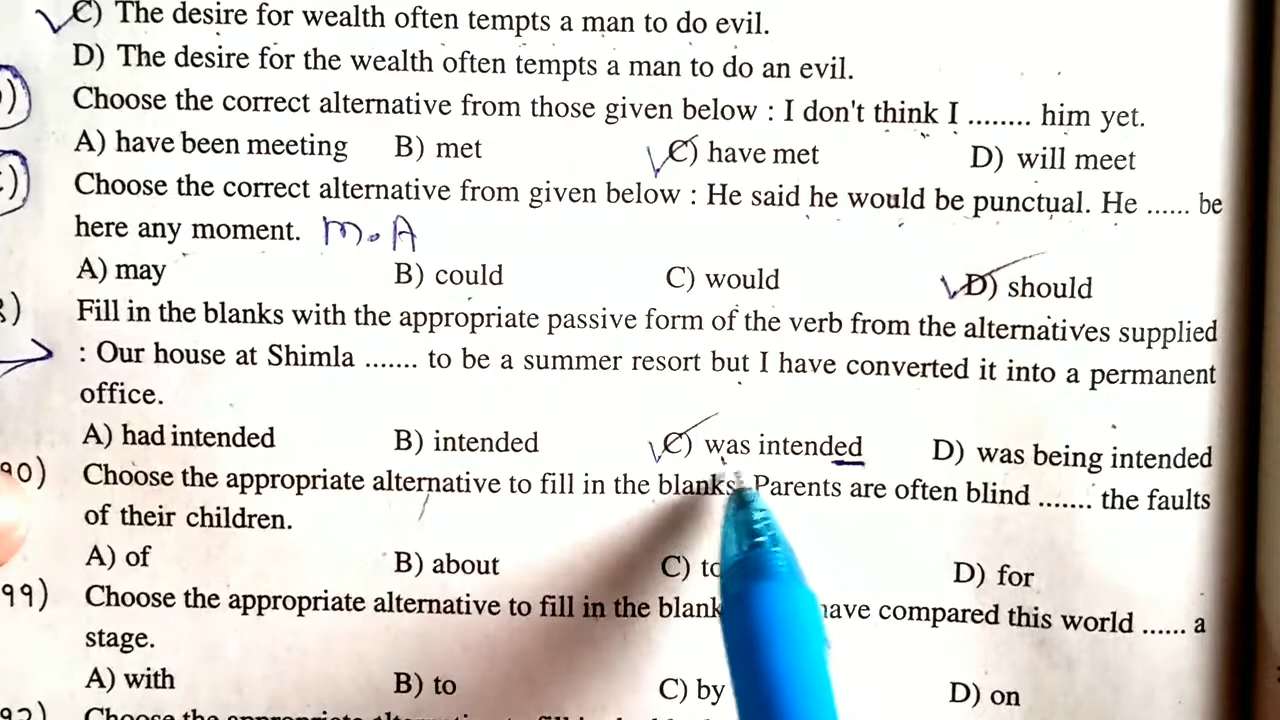 C) The desire for wealth often tempts a man to do evil.
D) The desire for the wealth often tempts a man to do an evil.
Choose the correct alternative from those given below : I don't think I ........ him yet.
A) have been meeting B) met C) have met D) will meet
Choose the correct alternative from given below : He said he would be punctual. He ...... be
here any moment. M.A
A) may B) could C) would D) should
Fill in the blanks with the appropriate passive form of the verb from the alternatives supplied
: Our house at Shimla ....... to be a summer resort but I have converted it into a permanent
office.
A) had intended B) intended C) was intended D) was being intended
90) Choose the appropriate alternative to fill in the blanks. Parents are often blind ....... the faults
of their children.
A) of B) about C) to D) for
99) Choose the appropriate alternative to fill in the blank have compared this world ...... a
stage.
A) with B) to C) by D) on